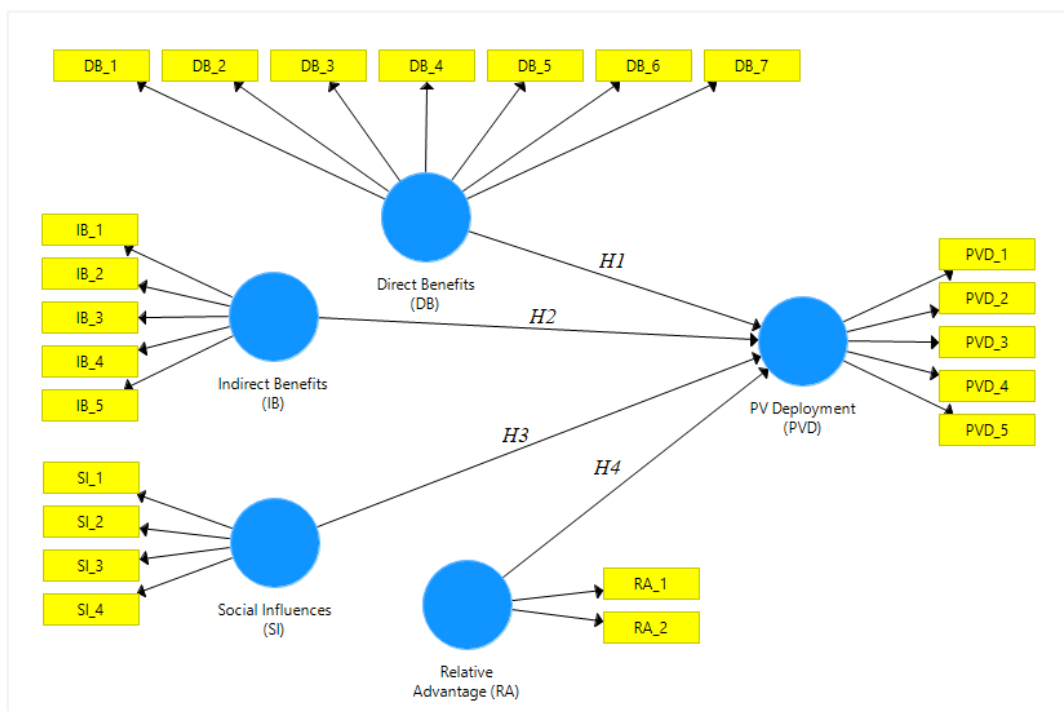 DB_1
DB_2
DB_3
DB_4
DB_5
DB_6
DB_7
Direct Benefits
(DB)
H1
IB_1
IB_2
IB_3
IB_4
IB_5
Indirect Benefits
(IB)
H2
PVD_1
PVD_2
PVD_3
PVD_4
PVD_5
PV Deployment
(PVD)
H3
H4
SI_1
SI_2
SI_3
SI_4
Social Influences
(SI)
RA_1
RA_2
Relative
Advantage (RA)